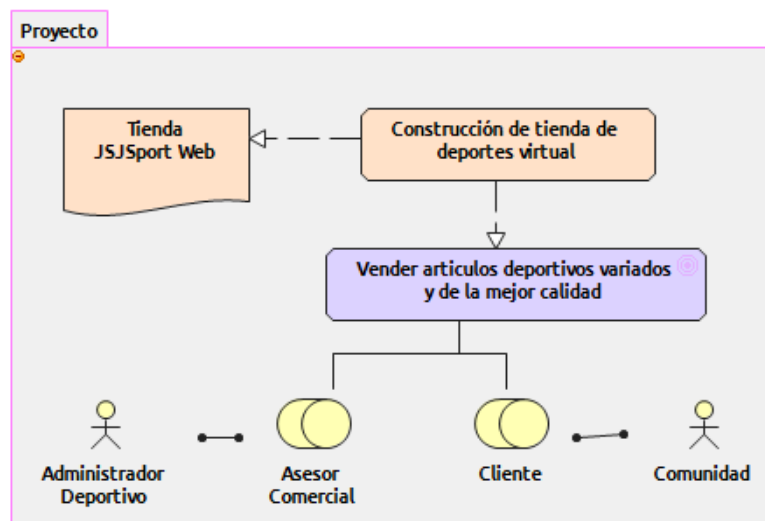 Proyecto
Tienda
JSJSport Web
Construcción de tienda de
deportes virtual
Vender articulos deportivos variados
y de la mejor calidad
Administrador
Deportivo
Asesor
Comercial
Cliente
Comunidad